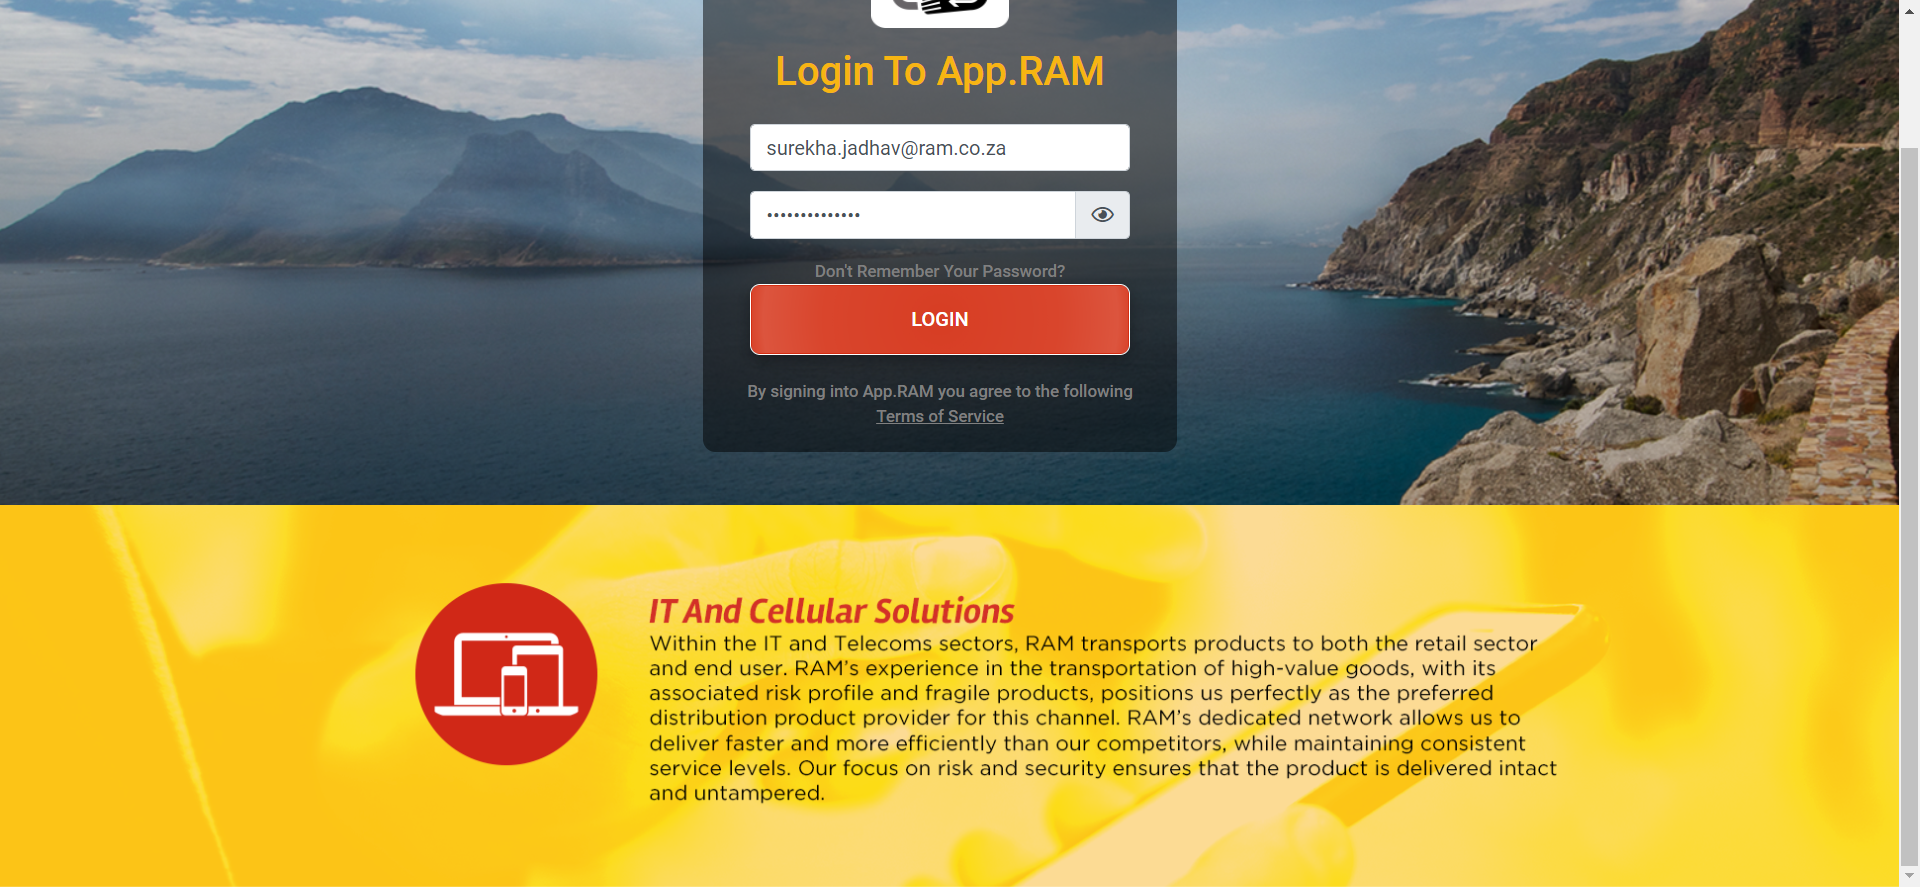 Login To App.RAM
surekha.jadhav@ram.co.za
Don't Remember Your Password?
LOGIN
By signing into App.RAM you agree to the following
Terms of Service
IT And Cellular Solutions
Within the IT and Telecoms sectors, RAM transports products to both the retail sector
and end user. RAM’s experience in the transportation of high-value goods, with its
associated risk profile and fragile products, positions us perfectly as the preferred
distribution product provider for this channel. RAM’s dedicated network allows us to
deliver faster and more efficiently than our competitors, while maintaining consistent
service levels. Our focus on risk and security ensures that the product is delivered intact
and untampered.